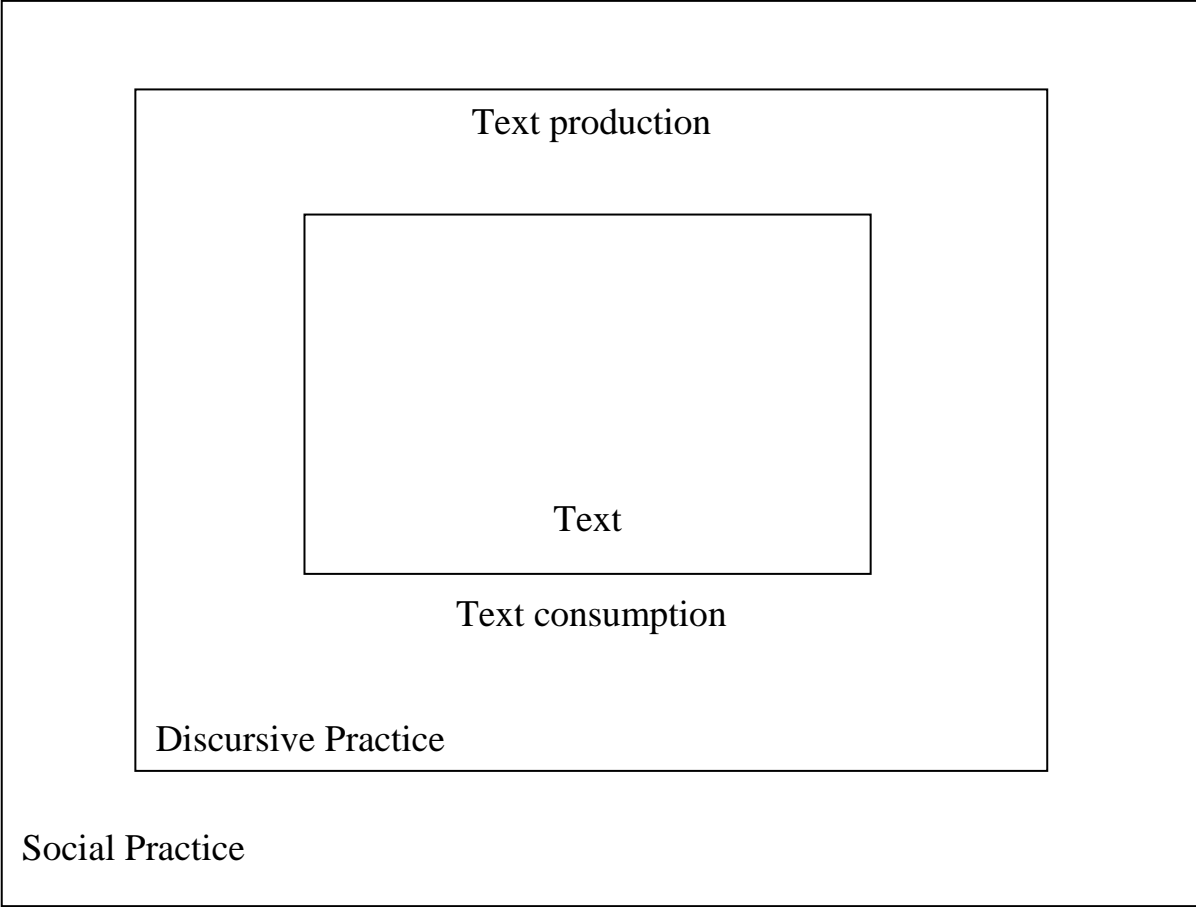 Text production
Text
Text consumption
Discursive Practice
Social Practice